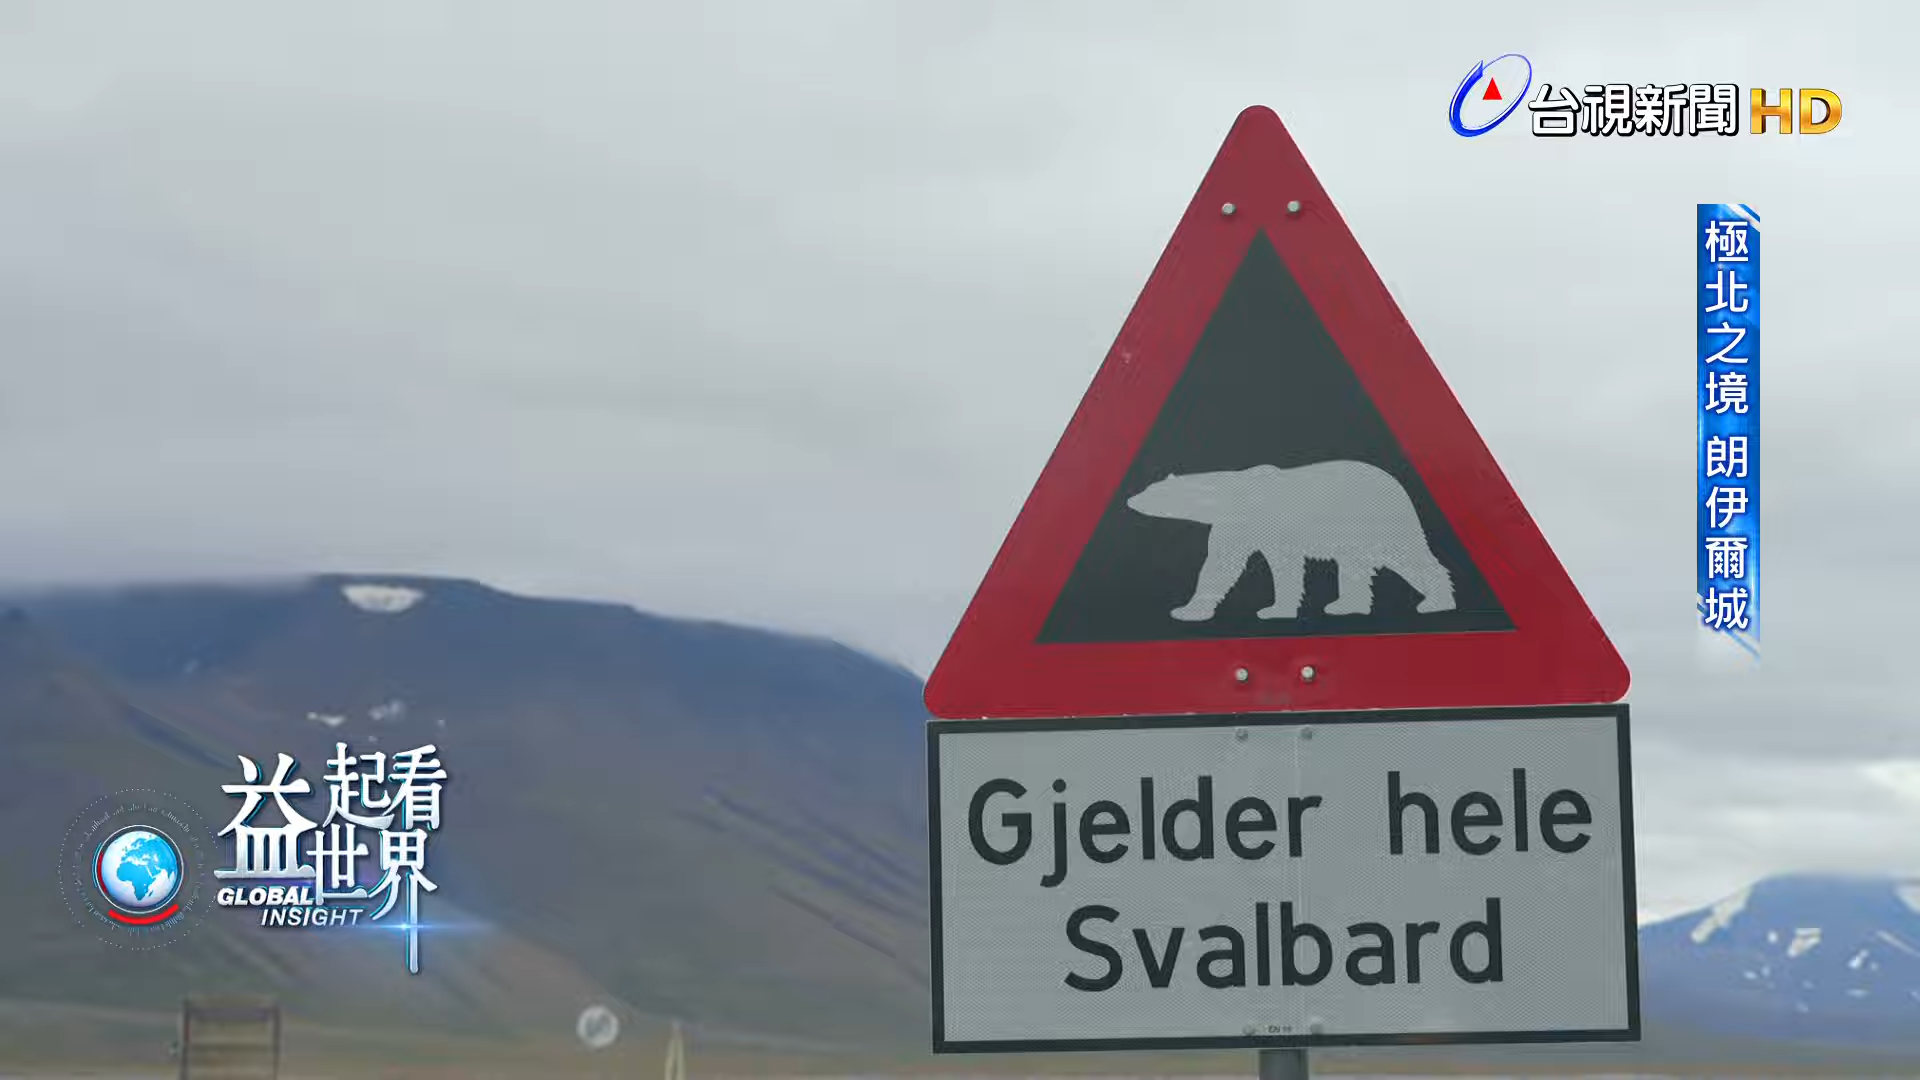 台視新聞HD
極北之境 朗伊爾城
Gjelder hele
Svalbard
益起看世界
GLOBAL
INSIGHT